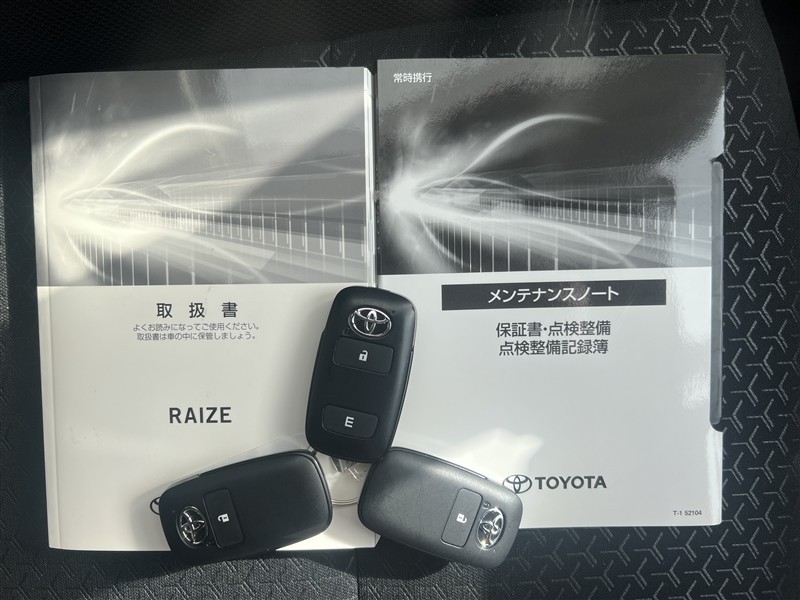 取扱書
よくお読みになってご使用ください。
取扱書は車の中に保管しましょう。
RAIZE
常時携行
メンテナンスノート
保証書・点検整備
点検整備記録簿
TOYOTA
T-1 52104
E